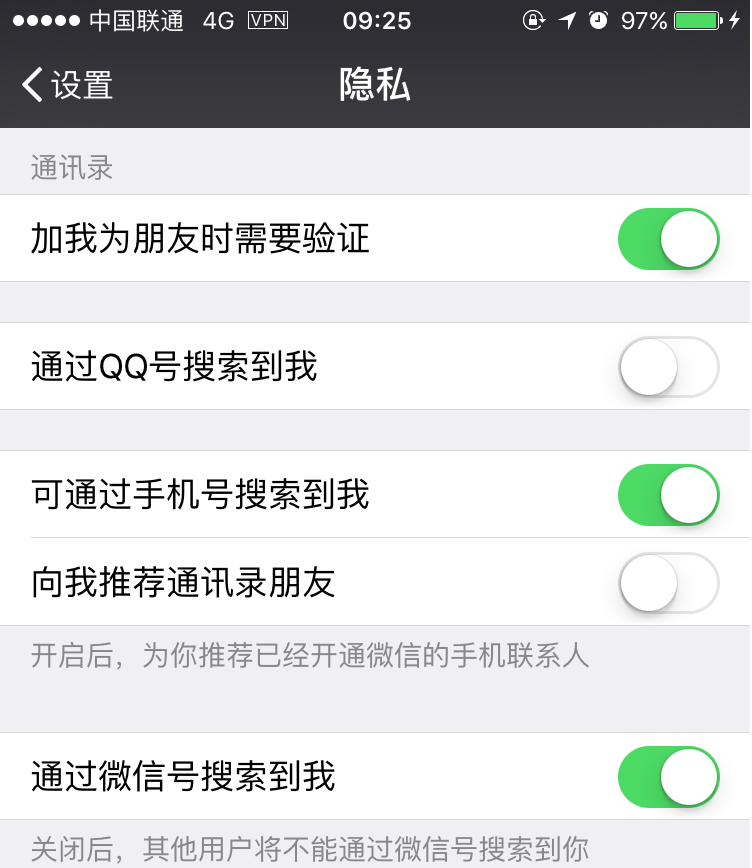 中国联通 4G VPN 09:25 97%
设置 隐私
通讯录
加我为朋友时需要验证
通过QQ号搜索到我
可通过手机号搜索到我
向我推荐通讯录朋友
开启后，为你推荐已经开通微信的手机联系人
通过微信号搜索到我
关闭后，其他用户将不能通过微信号搜索到你